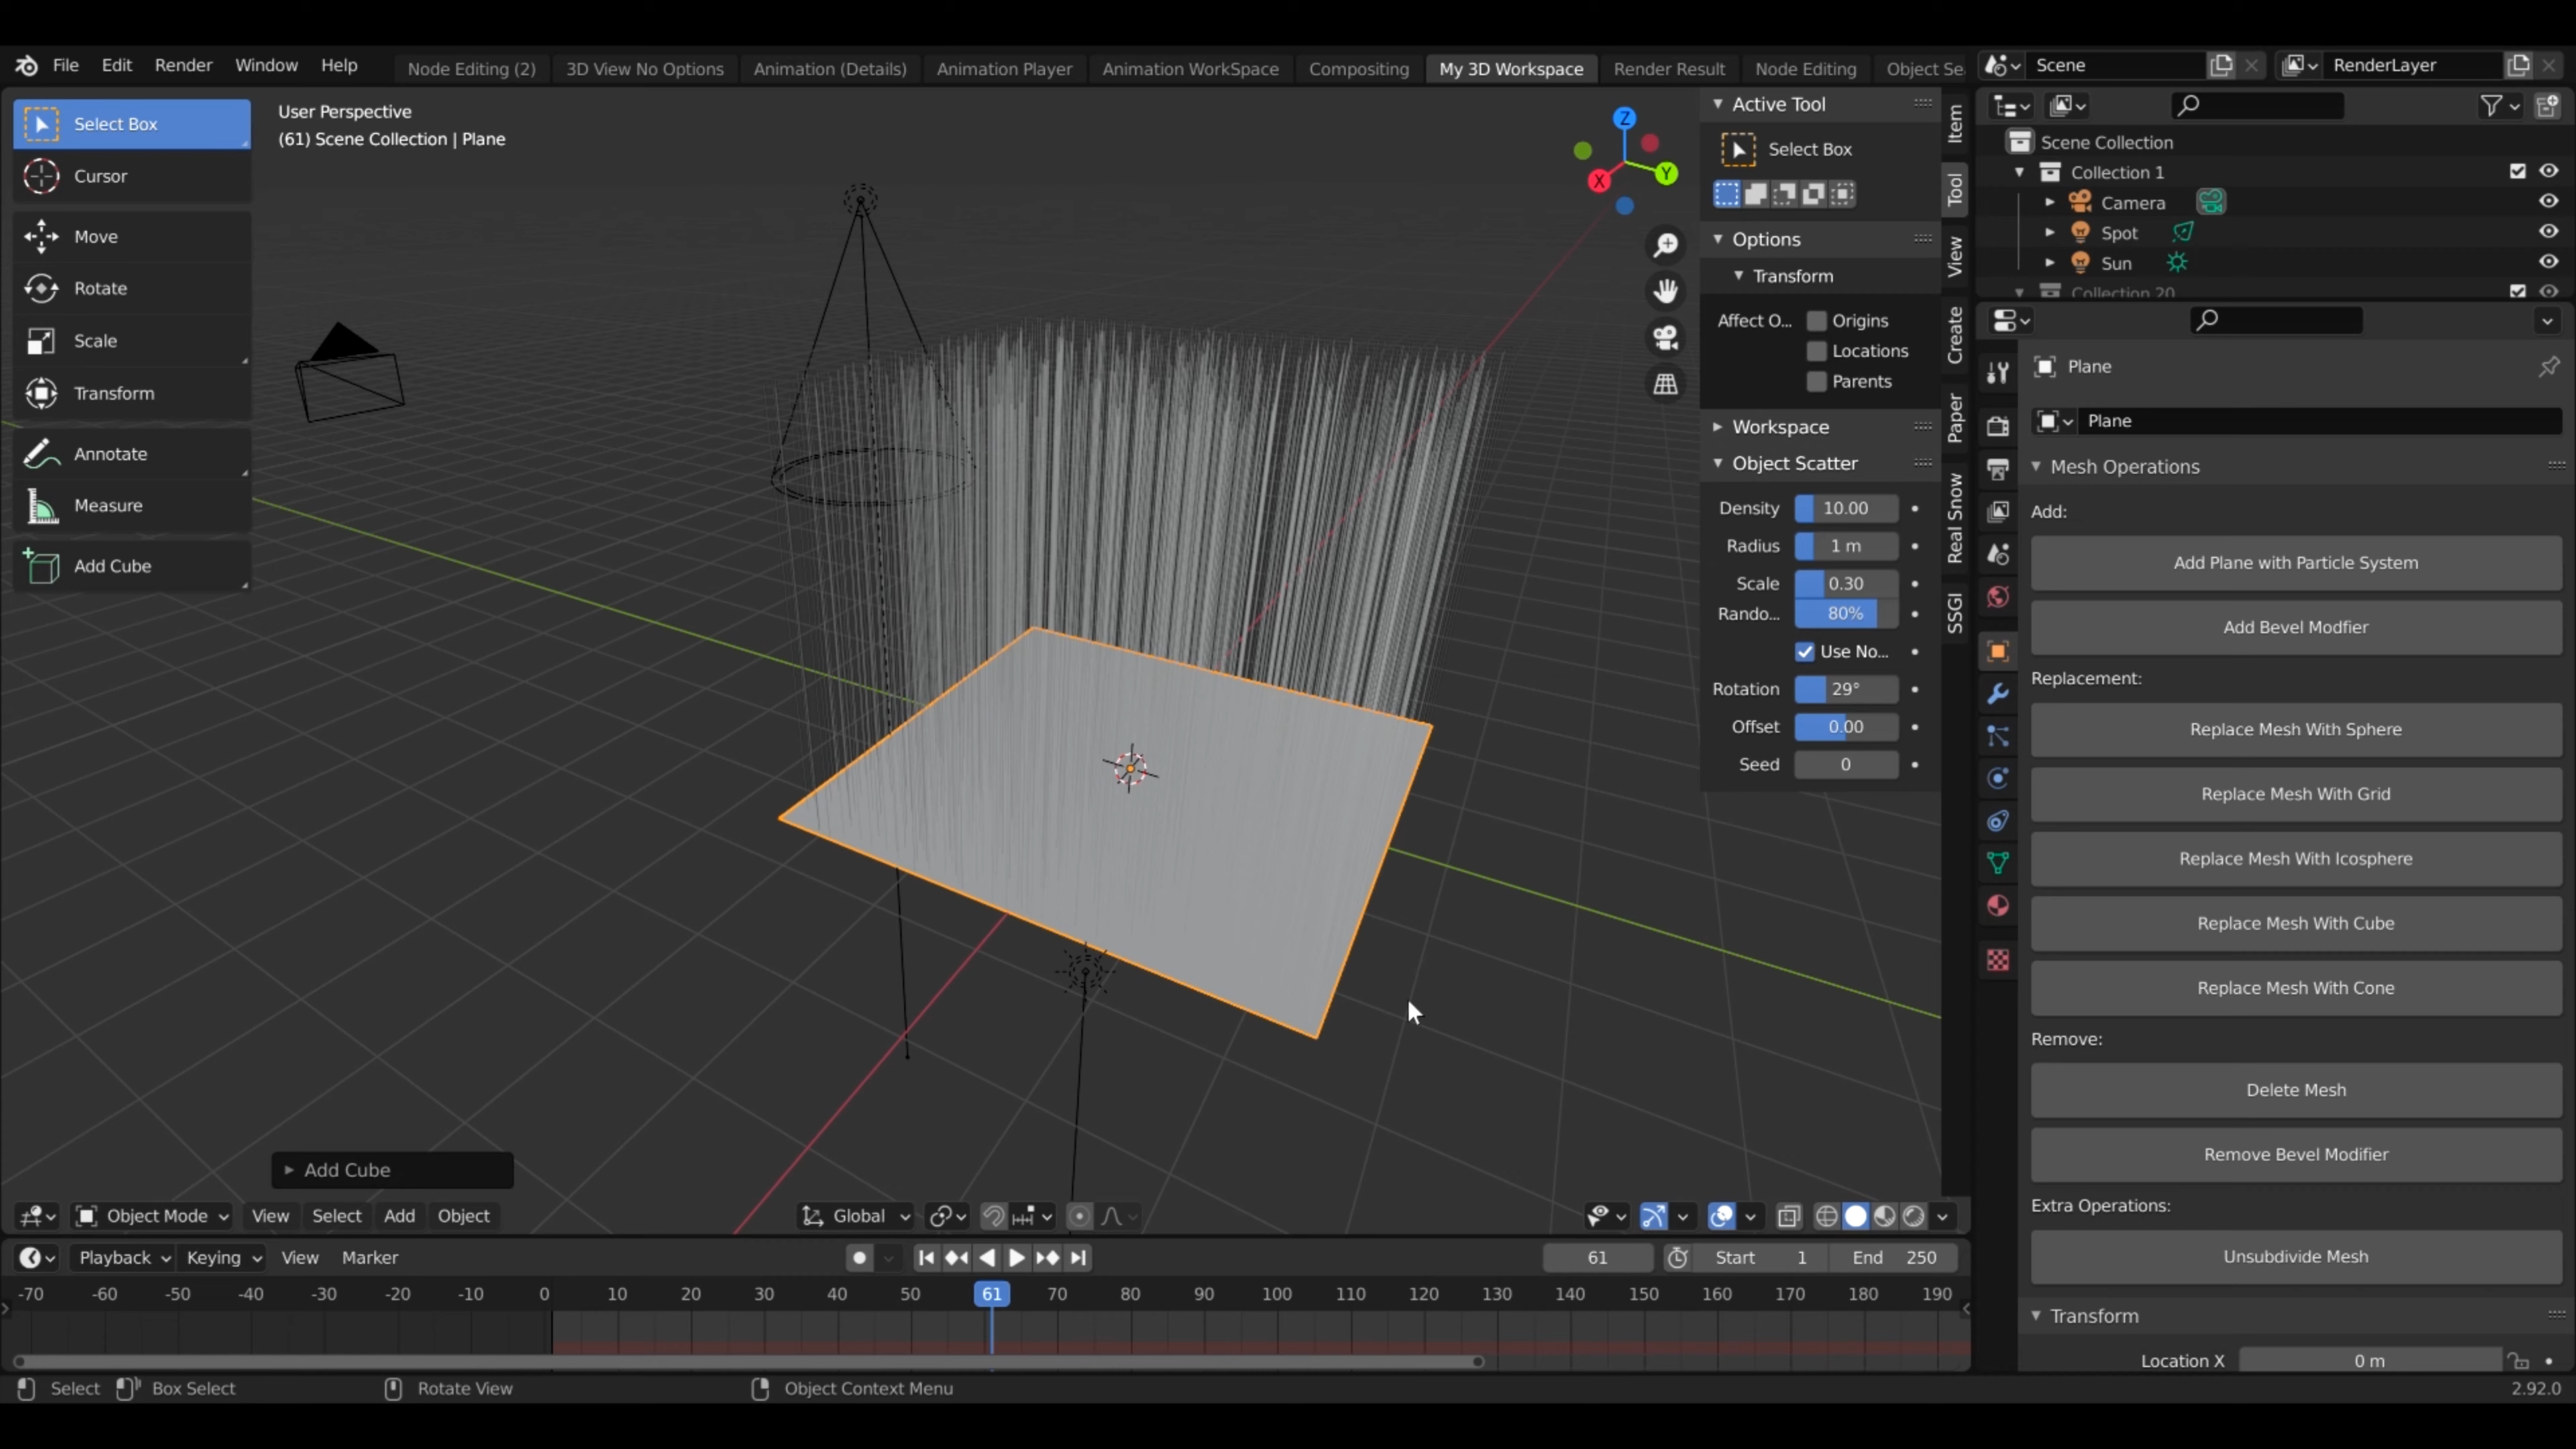 File Edit Render Window Help
Node Editing (2) 3D View No Options Animation (Details) Animation Player Animation WorkSpace Compositing My 3D Workspace Render Result Node Editing Object Se
Scene RenderLayer
Select Box
Cursor
Move
Rotate
Scale
Transform
Annotate
Measure
Add Cube
User Perspective
(61) Scene Collection | Plane
Z
X
Y
Active Tool
Select Box
Options
Transform
Affect O... Origins
Locations
Parents
Workspace
Object Scatter
Density 10.00
Radius 1 m
Scale 0.30
Rando... 80%
Use No...
Rotation 29°
Offset 0.00
Seed 0
Item
Tool
View
Create
Paper
Real Snow
SSGI
Scene Collection
Collection 1
Camera
Spot
Sun
Collection 20
Plane
Plane
Mesh Operations
Add:
Add Plane with Particle System
Add Bevel Modfier
Replacement:
Replace Mesh With Sphere
Replace Mesh With Grid
Replace Mesh With Icosphere
Replace Mesh With Cube
Replace Mesh With Cone
Remove:
Delete Mesh
Remove Bevel Modifier
Extra Operations:
Unsubdivide Mesh
Transform
Location X 0 m
Add Cube
Object Mode View Select Add Object Global
Playback Keying View Marker 61 Start 1 End 250
-70 -60 -50 -40 -30 -20 -10 0 10 20 30 40 50 61 70 80 90 100 110 120 130 140 150 160 170 180 190
Select Box Select Rotate View Object Context Menu 2.92.0